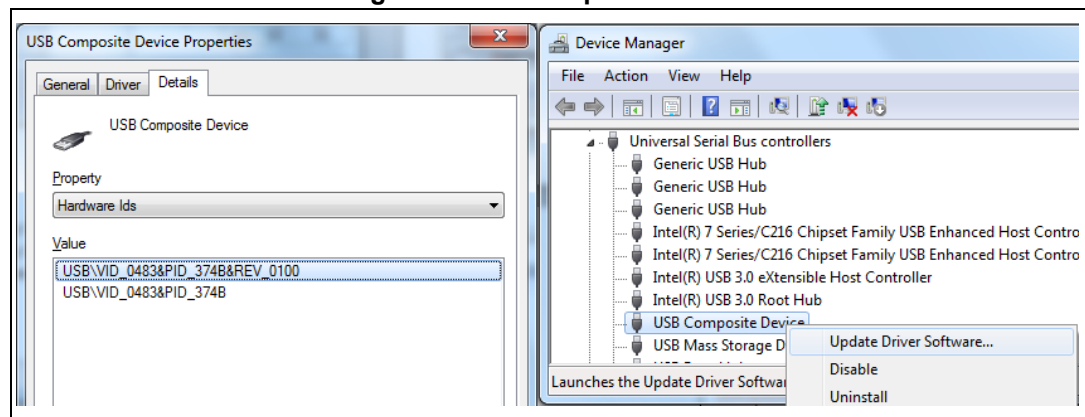 USB Composite Device Properties
General Driver Details
USB Composite Device
Property
Hardware Ids
Value
USB\VID_0483&PID_374B&REV_0100
USB\VID_0483&PID_374B
Device Manager
File Action View Help
Universal Serial Bus controllers
Generic USB Hub
Generic USB Hub
Generic USB Hub
Intel(R) 7 Series/C216 Chipset Family USB Enhanced Host Contro
Intel(R) 7 Series/C216 Chipset Family USB Enhanced Host Contro
Intel(R) USB 3.0 eXtensible Host Controller
Intel(R) USB 3.0 Root Hub
USB Composite Device
USB Mass Storage D
Launches the Update Driver Softwar
Update Driver Software...
Disable
Uninstall